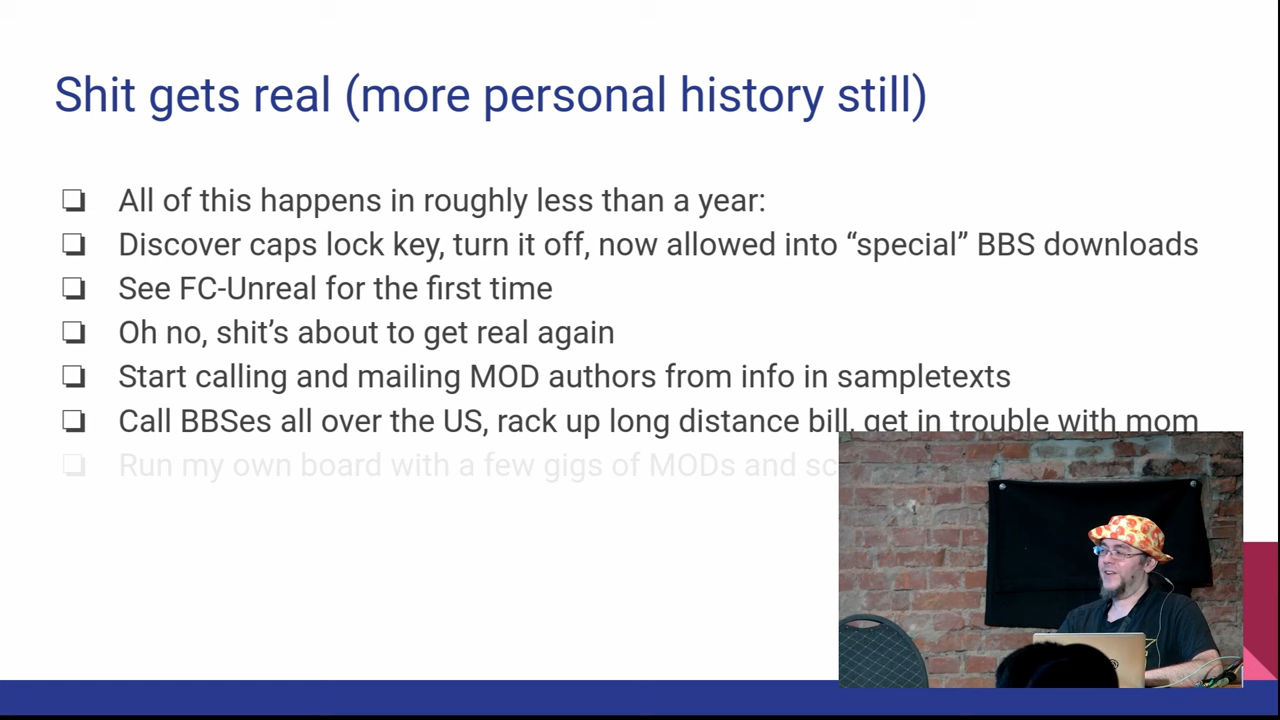 Shit gets real (more personal history still)
All of this happens in roughly less than a year:
Discover caps lock key, turn it off, now allowed into “special” BBS downloads
See FC-Unreal for the first time
Oh no, shit’s about to get real again
Start calling and mailing MOD authors from info in sampletexts
Call BBSes all over the US, rack up long distance bill, get in trouble with mom
Run my own board with a few gigs of MODs and